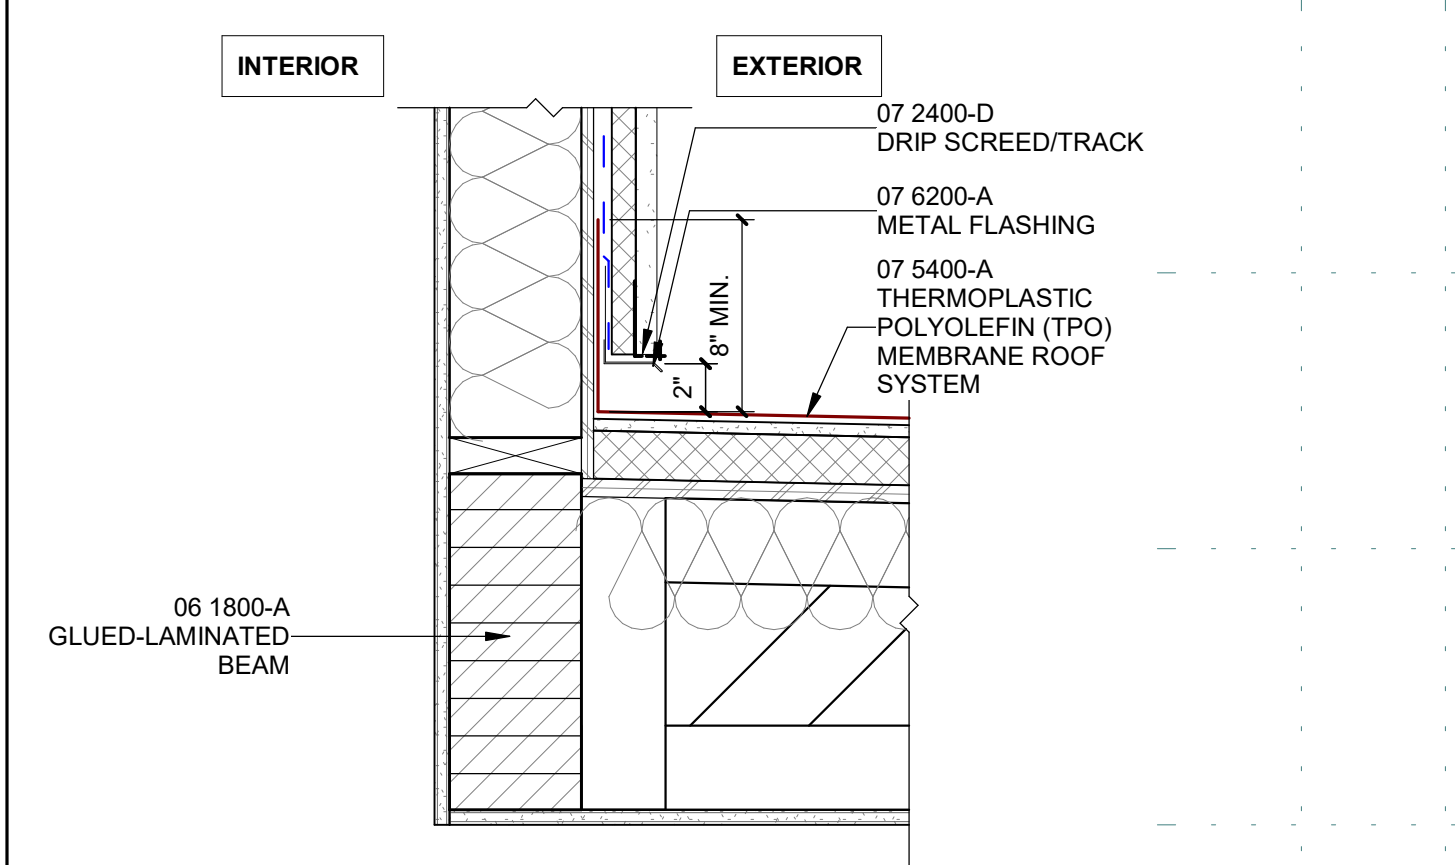 INTERIOR
EXTERIOR
07 2400-D
DRIP SCREED/TRACK
07 6200-A
METAL FLASHING
07 5400-A
THERMOPLASTIC
POLYOLEFIN (TPO)
MEMBRANE ROOF
SYSTEM
8" MIN.
2"
06 1800-A
GLUED-LAMINATED
BEAM